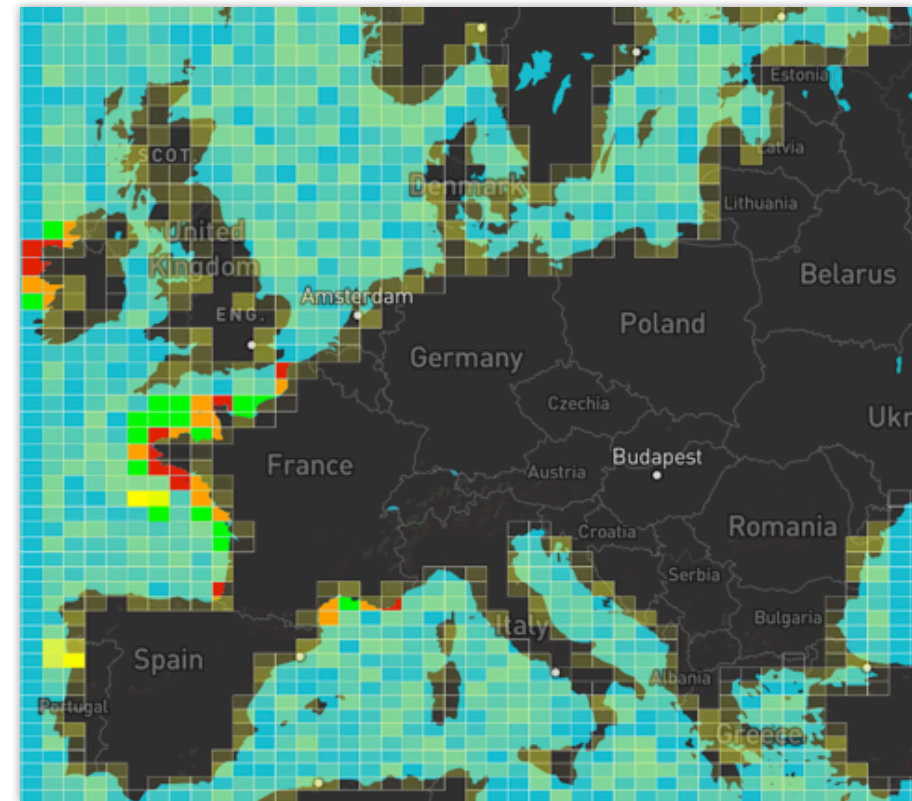 Estonia
SCOT.
Latvia
Denmark
Lithuania
United
Kingdom
Belarus
Amsterdam
ENG.
Poland
Germany
Ukr
Czechia
France
Budapest
Austria
Romania
Croatia
Serbia
Bulgaria
Italy
Spain
Albania
Portugal
Greece